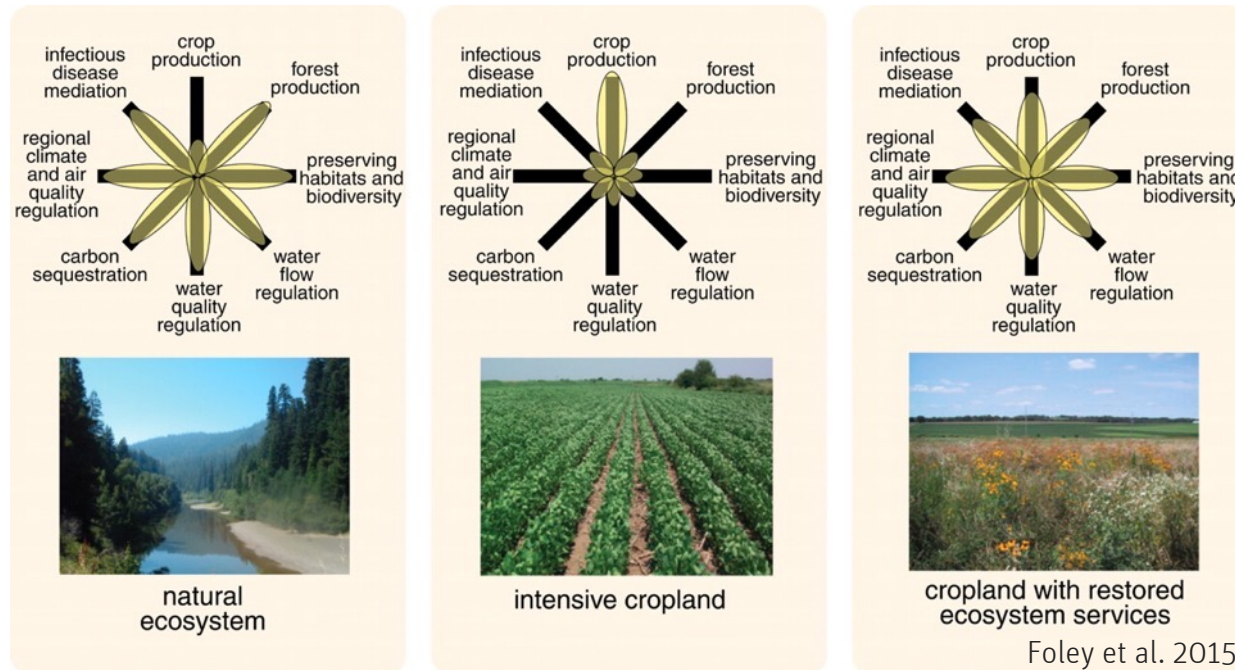 crop
production
infectious
disease
mediation
forest
production
regional
climate
and air
quality
regulation
preserving
habitats and
biodiversity
carbon
sequestration
water
flow
regulation
water
quality
regulation
natural
ecosystem
crop
production
infectious
disease
mediation
forest
production
regional
climate
and air
quality
regulation
preserving
habitats and
biodiversity
carbon
sequestration
water
flow
regulation
water
quality
regulation
intensive cropland
crop
production
infectious
disease
mediation
forest
production
regional
climate
and air
quality
regulation
preserving
habitats and
biodiversity
carbon
sequestration
water
flow
regulation
water
quality
regulation
cropland with restored
ecosystem services
Foley et al. 2015